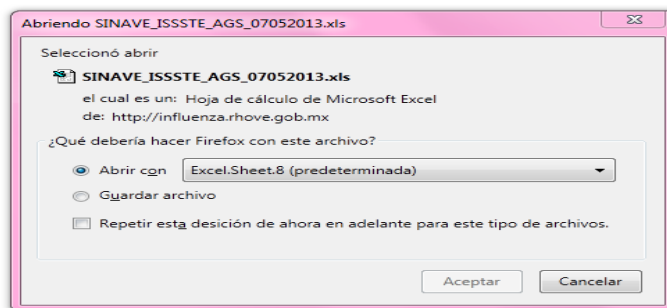 Abriendo SINAVE_ISSSTE_AGS_07052013.xls
Seleccionó abrir
SINAVE_ISSSTE_AGS_07052013.xls
el cual es un: Hoja de cálculo de Microsoft Excel
de: http://influenza.rhove.gob.mx
¿Qué debería hacer Firefox con este archivo?
Abrir con Excel.Sheet.8 (predeterminada)
Guardar archivo
Repetir esta desición de ahora en adelante para este tipo de archivos.
Aceptar Cancelar